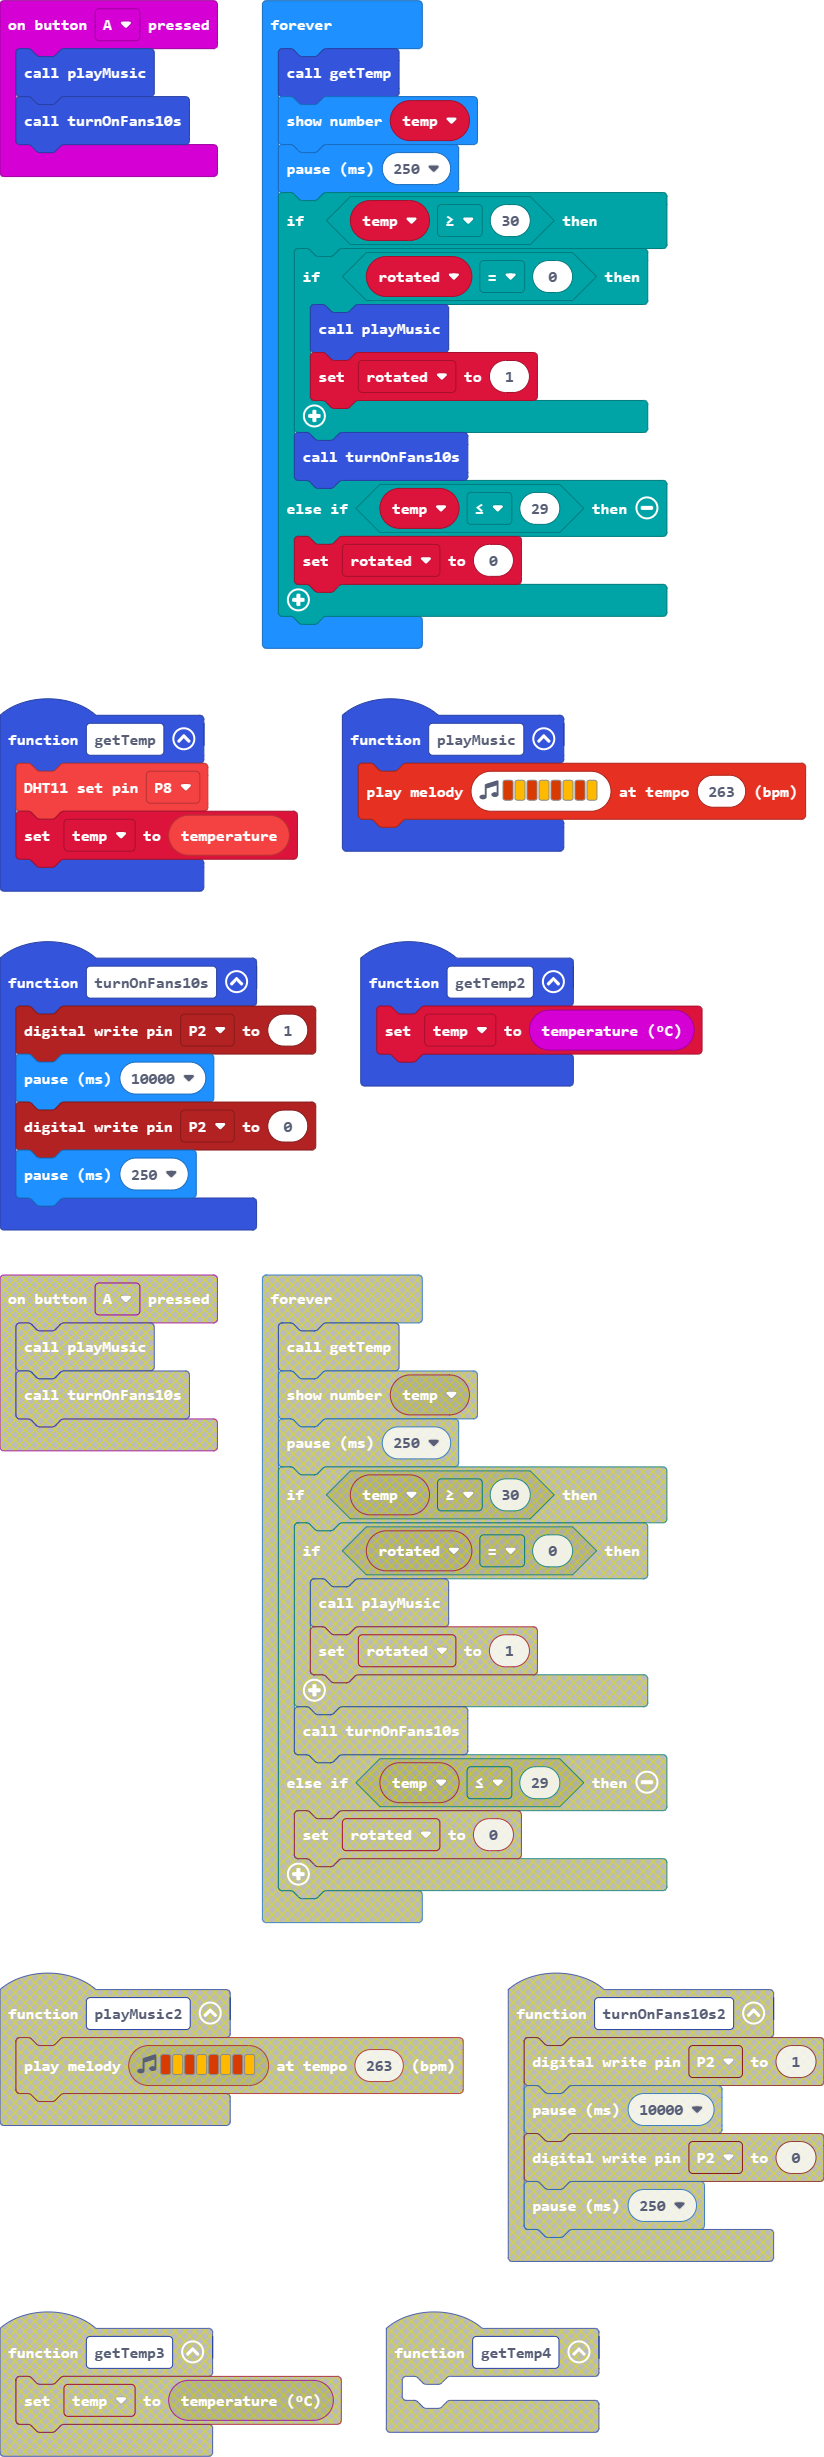 on button A pressed
call playMusic
call turnOnFans10s
forever
call getTemp
show number temp
pause (ms) 250
if temp ≥ 30 then
if rotated = 0 then
call playMusic
set rotated to 1
call turnOnFans10s
else if temp ≤ 29 then
set rotated to 0
function getTemp
DHT11 set pin P8
set temp to temperature
function playMusic
play melody at tempo 263 (bpm)
function turnOnFans10s
digital write pin P2 to 1
pause (ms) 10000
digital write pin P2 to 0
pause (ms) 250
function getTemp2
set temp to temperature (ºC)
on button A pressed
call playMusic
call turnOnFans10s
forever
call getTemp
show number temp
pause (ms) 250
if temp ≥ 30 then
if rotated = 0 then
call playMusic
set rotated to 1
call turnOnFans10s
else if temp ≤ 29 then
set rotated to 0
function playMusic2
play melody at tempo 263 (bpm)
function turnOnFans10s2
digital write pin P2 to 1
pause (ms) 10000
digital write pin P2 to 0
pause (ms) 250
function getTemp3
set temp to temperature (ºC)
function getTemp4